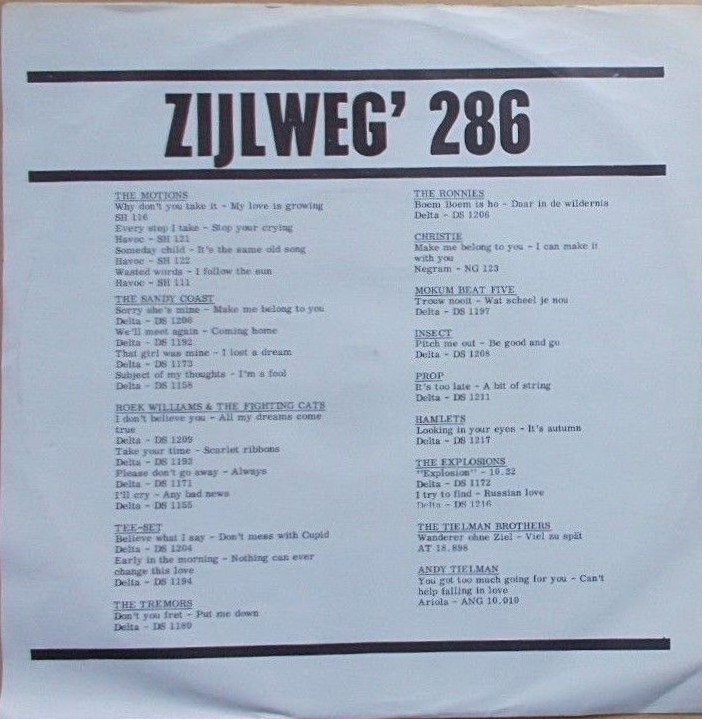 ZIJLWEG' 286
THE MOTIONS
Why don't you take it - My love is growing
SH 116
Every step I take - Stop your crying
Havoc - SH 121
Someday child - It's the same old song
Havoc - SH 122
Wasted words - I follow the sun
Havoc - SH 111
THE SANDY COAST
Sorry she's mine - Make me belong to you
Delta - DS 1200
We'll meet again - Coming home
Delta - DS 1192
That girl was mine - I lost a dream
Delta - DS 1173
Subject of my thoughts - I'm a fool
Delta - DS 1158
ROEK WILLIAMS & THE FIGHTING CATS
I don't believe you - All my dreams come
true
Delta - DS 1209
Take your time - Scarlet ribbons
Delta - DS 1193
Please don't go away - Always
Delta - DS 1171
I'll cry - Any bad news
Delta - DS 1155
TEE-SET
Believe what I say - Don't mess with Cupid
Delta - DS 1204
Early in the morning - Nothing can ever
change this love
Delta - DS 1194
THE TREMORS
Don't you fret - Put me down
Delta - DS 1189
THE RONNIES
Boem Boem is ho - Daar in de wildernis
Delta - DS 1206
CHRISTIE
Make me belong to you - I can make it
with you
Negram - NG 123
MOKUM BEAT FIVE
Trouw nooit - Wat scheel je nou
Delta - DS 1197
INSECT
Pitch me out - Be good and go
Delta - DS 1208
PROP
It's too late - A bit of string
Delta - DS 1211
HAMLETS
Looking in your eyes - It's autumn
Delta - DS 1217
THE EXPLOSIONS
"Explosion" - 10.32
Delta - DS 1172
I try to find - Russian love
Delta - DS 1216
THE TIELMAN BROTHERS
Wanderer ohne Ziel - Viel zu spät
AT 18.898
ANDY TIELMAN
You got too much going for you - Can't
help falling in love
Ariola - ANG 10.010